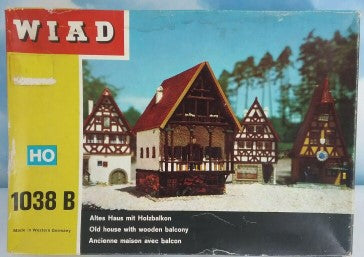 WIAD
HO
1038 B
Made in Western Germany
Altes Haus mit Holzbalkon
Old house with wooden balcony
Ancienne maison avec balcon